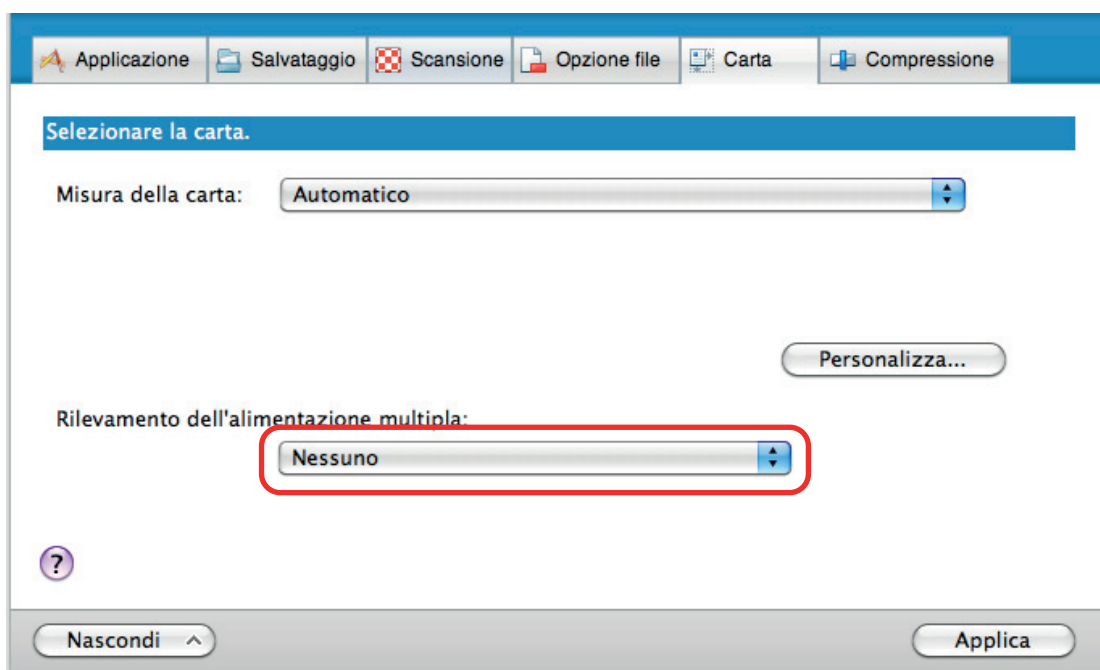 Applicazione Salvataggio Scansione Opzione file Carta Compressione
Selezionare la carta.
Misura della carta: Automatico
Personalizza...
Rilevamento dell'alimentazione multipla:
Nessuno
?
Nascondi Applica